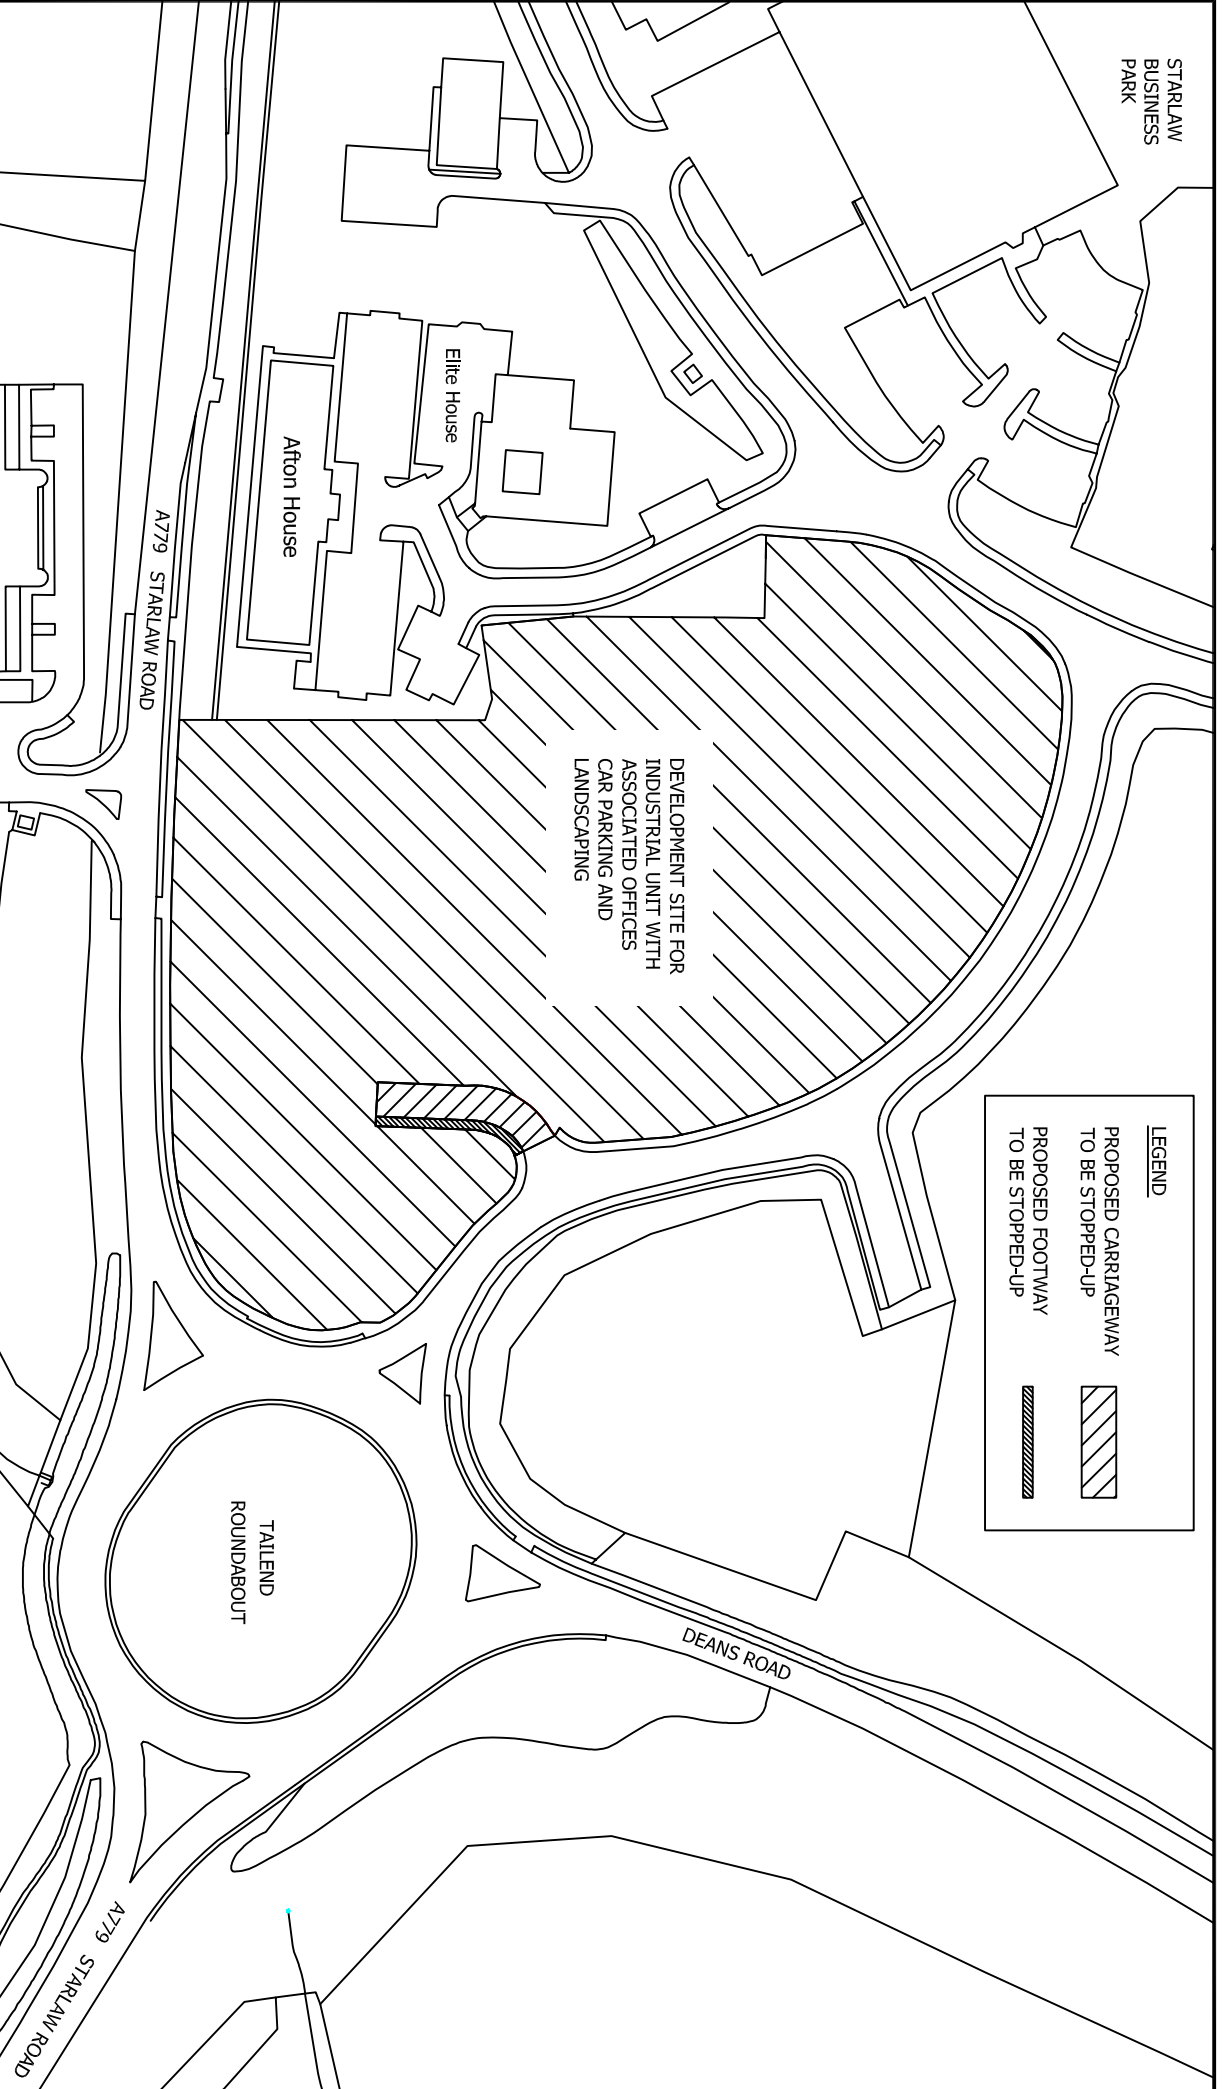 STARLAW
BUSINESS
PARK
LEGEND
PROPOSED CARRIAGEWAY
TO BE STOPPED-UP
PROPOSED FOOTWAY
TO BE STOPPED-UP
DEVELOPMENT SITE FOR
INDUSTRIAL UNIT WITH
ASSOCIATED OFFICES
CAR PARKING AND
LANDSCAPING
Elite House
Afton House
A779 STARLAW ROAD
DEANS ROAD
TAILEND
ROUNDABOUT
A779 STARLAW ROAD